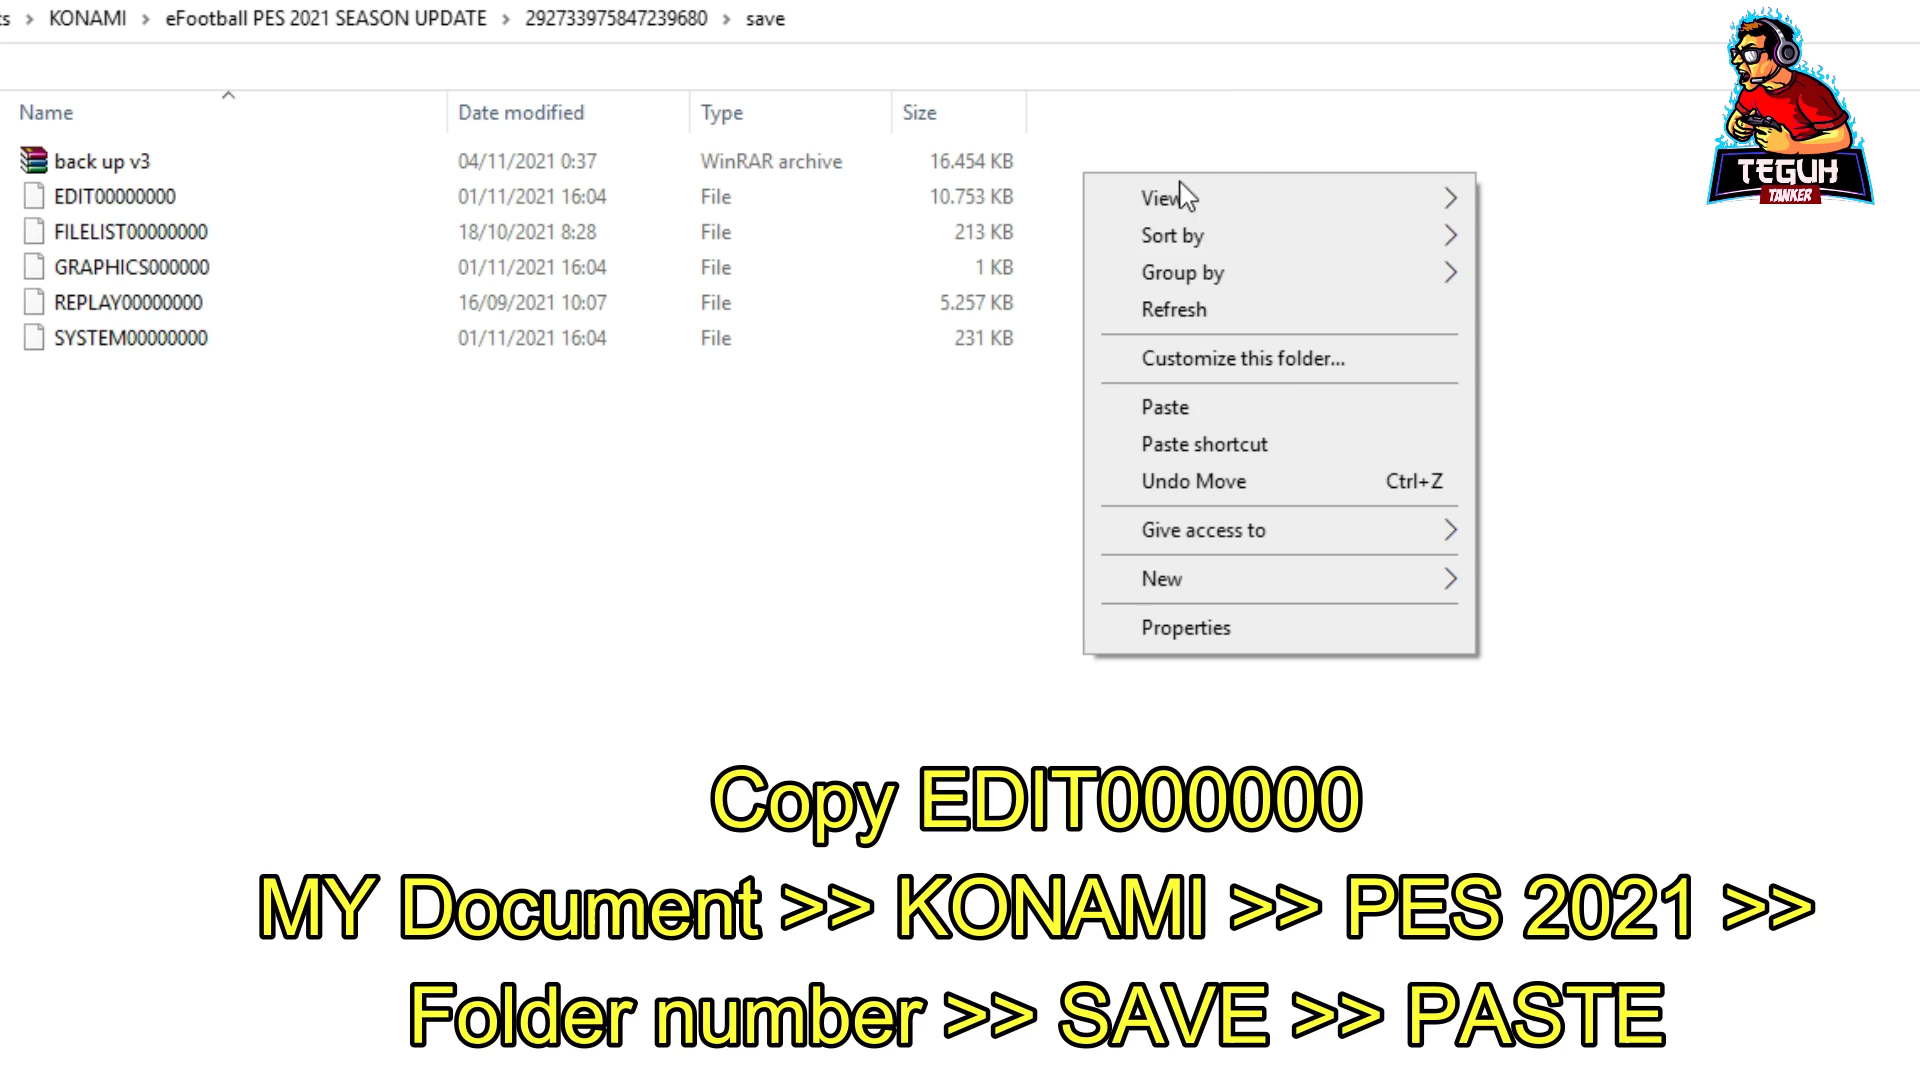 ts > KONAMI > eFootball PES 2021 SEASON UPDATE > 292733975847239680 > save
Name Date modified Type Size
back up v3 04/11/2021 0:37 WinRAR archive 16.454 KB
EDIT00000000 01/11/2021 16:04 File 10.753 KB
FILELIST00000000 18/10/2021 8:28 File 213 KB
GRAPHICS000000 01/11/2021 16:04 File 1 KB
REPLAY00000000 16/09/2021 10:07 File 5.257 KB
SYSTEM00000000 01/11/2021 16:04 File 231 KB
View
Sort by
Group by
Refresh
Customize this folder...
Paste
Paste shortcut
Undo Move Ctrl+Z
Give access to
New
Properties
TEGUH
TANKER
Copy EDIT000000
MY Document >> KONAMI >> PES 2021 >>
Folder number >> SAVE >> PASTE